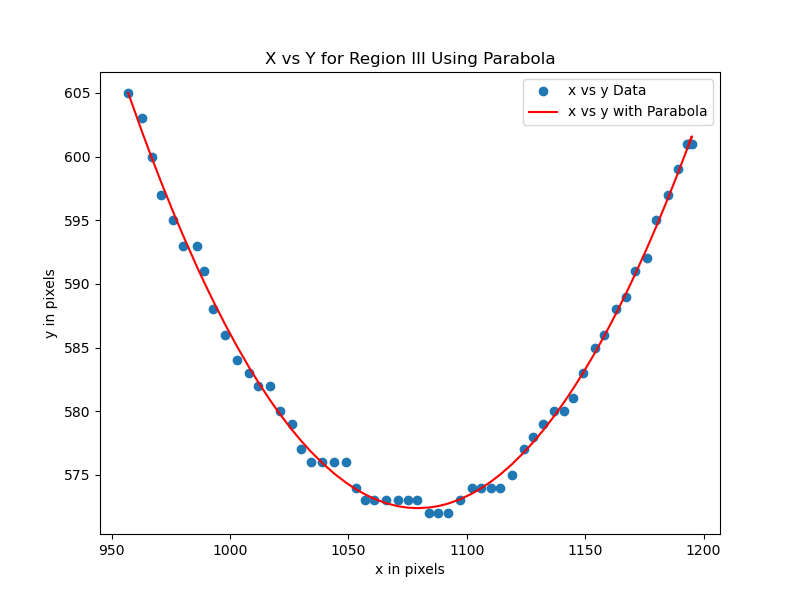 X vs Y for Region III Using Parabola
x vs y Data
x vs y with Parabola
605
600
595
590
585
580
575
y in pixels
950
1000
1050
1100
1150
1200
x in pixels